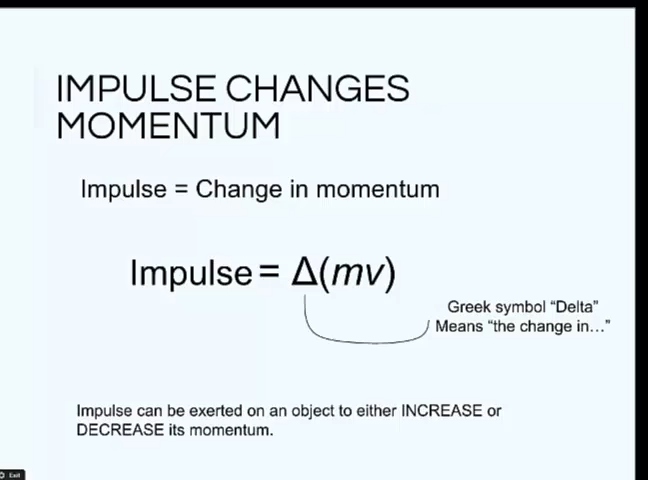 IMPULSE CHANGES
MOMENTUM
Impulse = Change in momentum
Impulse = Δ(mv)
Greek symbol “Delta”
Means “the change in...”
Impulse can be exerted on an object to either INCREASE or
DECREASE its momentum.
Exit